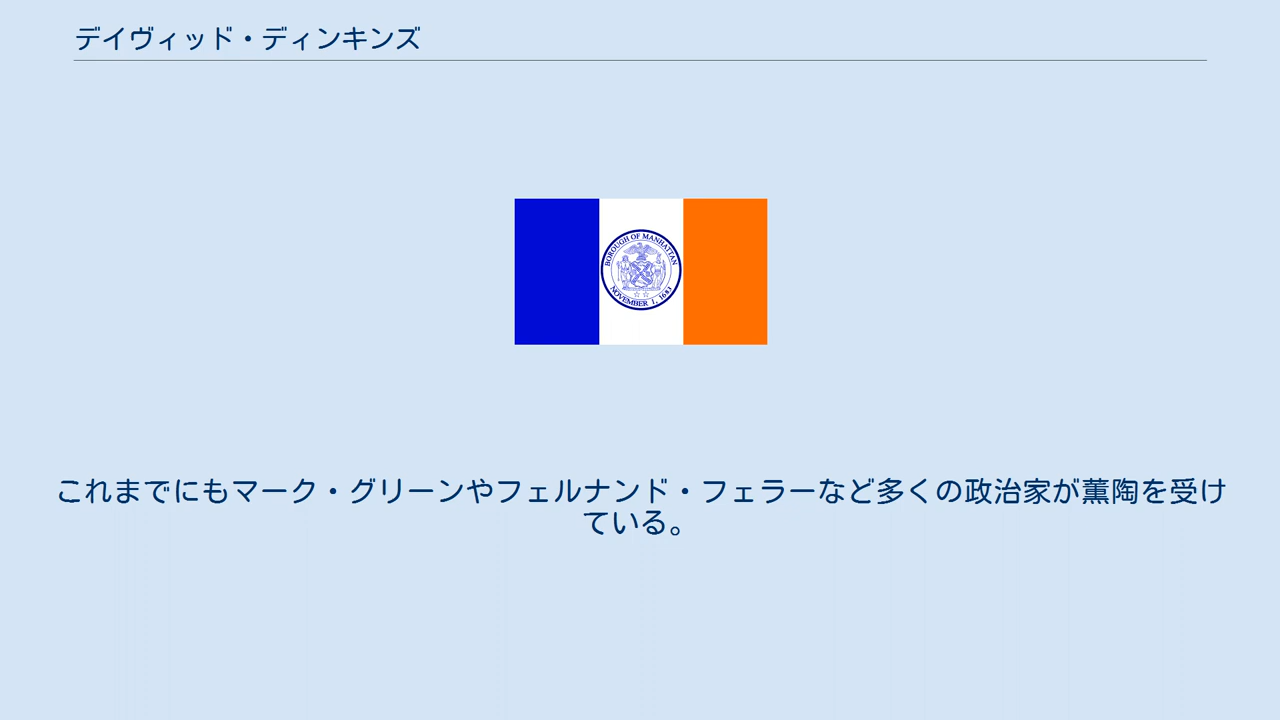 デイヴィッド・ディンキンズ
BOROUGH OF MANHATTAN
NOVEMBER 1, 1683
これまでにもマーク・グリーンやフェルナンド・フェラーなど多くの政治家が薫陶を受け
ている。